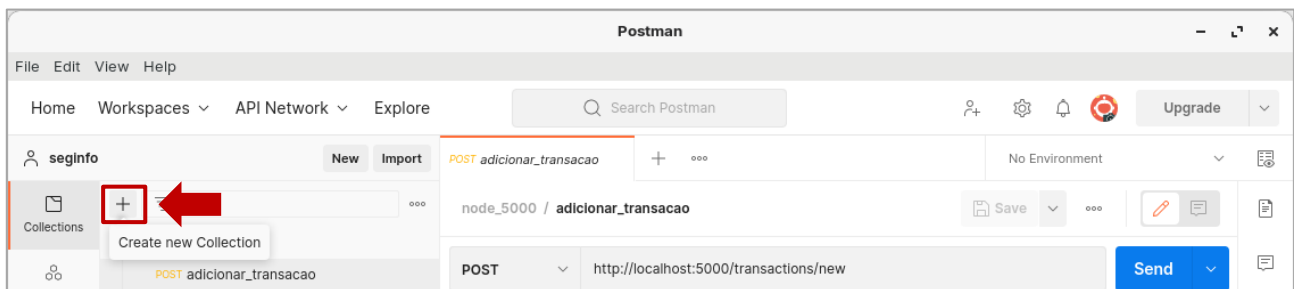 Postman
File Edit View Help
Home Workspaces API Network Explore Search Postman Upgrade
seginfo New Import POST adicionar_transacao No Environment
Collections node_5000 / adicionar_transacao Save
Create new Collection
POST adicionar_transacao POST http://localhost:5000/transactions/new Send